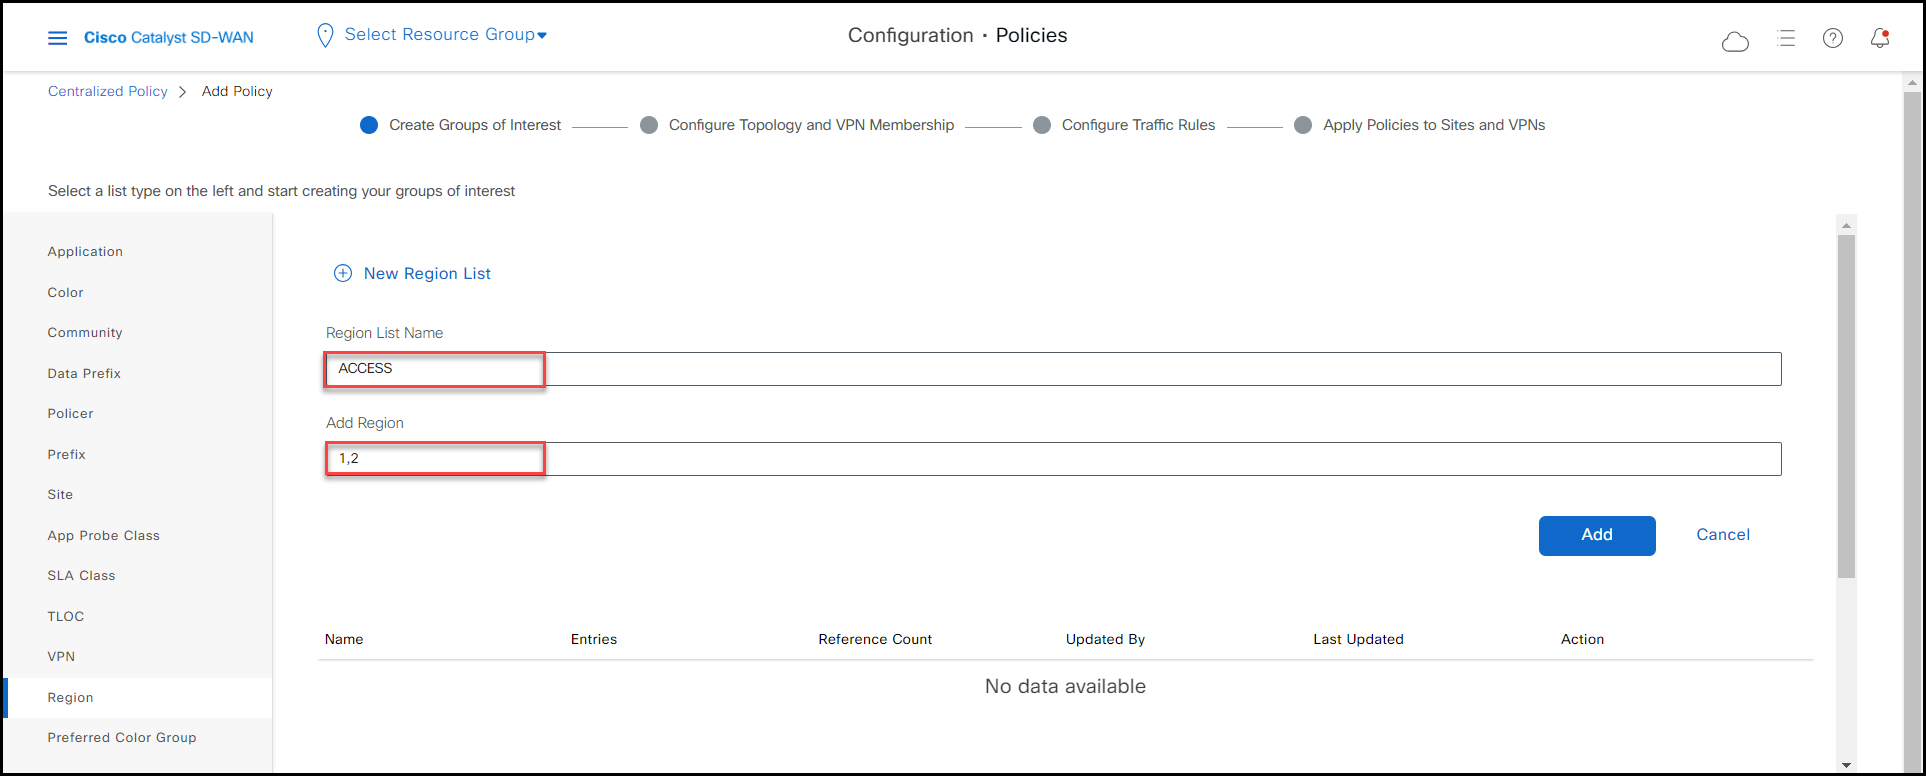 Cisco Catalyst SD-WAN
Select Resource Group
Configuration · Policies
Centralized Policy > Add Policy
Create Groups of Interest
Configure Topology and VPN Membership
Configure Traffic Rules
Apply Policies to Sites and VPNs
Select a list type on the left and start creating your groups of interest
Application
Color
Community
Data Prefix
Policer
Prefix
Site
App Probe Class
SLA Class
TLOC
VPN
Region
Preferred Color Group
New Region List
Region List Name
ACCESS
Add Region
1,2
Add
Cancel
Name Entries Reference Count Updated By Last Updated Action
No data available